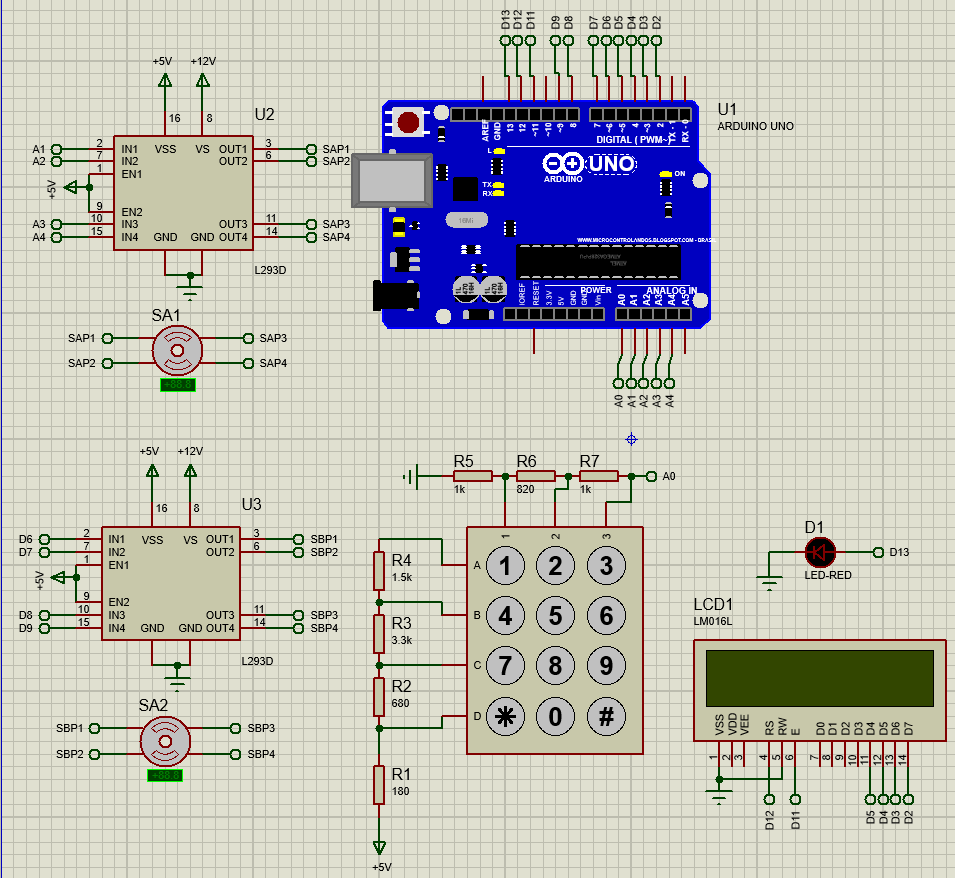 D13 D12 D11 D9 D8 D7 D6 D5 D4 D3 D2
U1
ARDUINO UNO
AREF GND 13 12 ~11 ~10 ~9 8 7 ~6 ~5 4 ~3 2 TX RX
DIGITAL ( PWM~)
L
TX
RX
UNO
ARDUINO
ON
16M
WWW.MICROCONTROLANDOS.BLOGSPOT.COM - BRASIL
IOREF RESET 3.3V 5V GND GND Vin
POWER
ANALOG IN
A0 A1 A2 A3 A4 A5
A0 A1 A2 A3 A4
+5V +12V
U2
16 8
VSS VS
A1 2 IN1 OUT1 3 SAP1
A2 7 IN2 OUT2 6 SAP2
1 EN1
+5V
9 EN2
A3 10 IN3 OUT3 11 SAP3
A4 15 IN4 GND GND OUT4 14 SAP4
L293D
SA1
SAP1 SAP3
SAP2 SAP4
+88.8
+5V +12V
U3
16 8
VSS VS
D6 2 IN1 OUT1 3 SBP1
D7 7 IN2 OUT2 6 SBP2
1 EN1
+5V
9 EN2
D8 10 IN3 OUT3 11 SBP3
D9 15 IN4 GND GND OUT4 14 SBP4
L293D
SA2
SBP1 SBP3
SBP2 SBP4
+88.8
R5 R6 R7
1k 820 1k
A0
1 2 3
A 1 2 3
B 4 5 6
C 7 8 9
D * 0 #
R4
1.5k
R3
3.3k
R2
680
R1
180
+5V
D1
D13
LED-RED
LCD1
LM016L
VSS VDD VEE RS RW E D0 D1 D2 D3 D4 D5 D6 D7
1 2 3 4 5 6 7 8 9 10 11 12 13 14
D12 D11 D5 D4 D3 D2